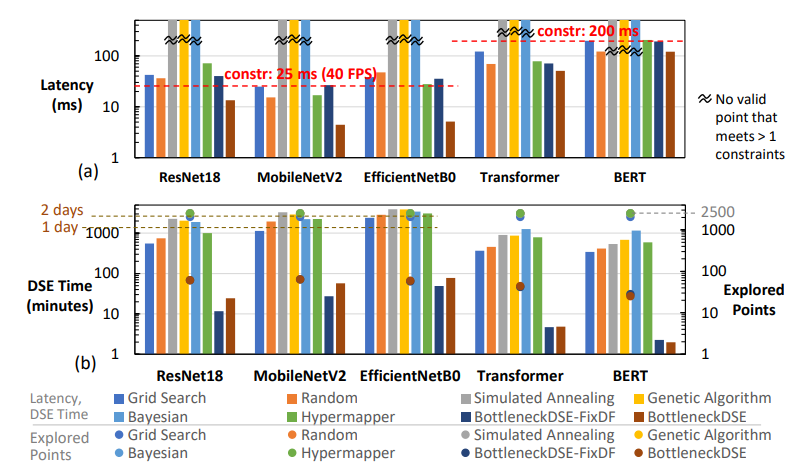 constr: 200 ms
100
Latency
(ms)
constr: 25 ms (40 FPS)
10
No valid
point that
meets > 1
constraints
1
(a)
ResNet18 MobileNetV2 EfficientNetB0 Transformer BERT
2 days
2500
1 day
1000 1000
100 100
DSE Time
(minutes)
Explored
Points
10 10
1 1
(b)
ResNet18 MobileNetV2 EfficientNetB0 Transformer BERT
Latency, Grid Search Random Simulated Annealing Genetic Algorithm
DSE Time Bayesian Hypermapper BottleneckDSE-FixDF BottleneckDSE
Explored Grid Search Random Simulated Annealing Genetic Algorithm
Points Bayesian Hypermapper BottleneckDSE-FixDF BottleneckDSE